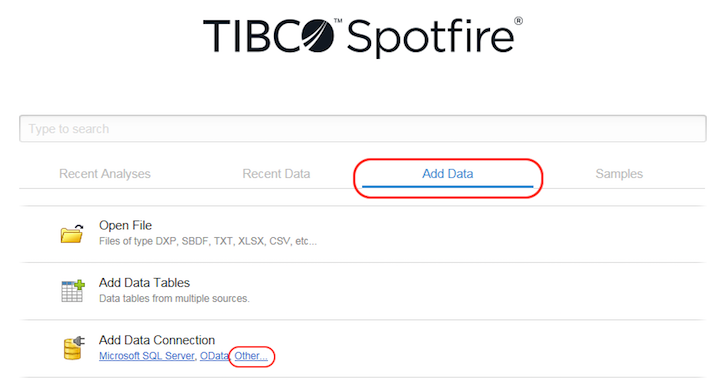 TIBCO™ Spotfire®
Type to search
Recent Analyses Recent Data Add Data Samples
Open File
Files of type DXP, SBDF, TXT, XLSX, CSV, etc...
Add Data Tables
Data tables from multiple sources.
Add Data Connection
Microsoft SQL Server, OData, Other...